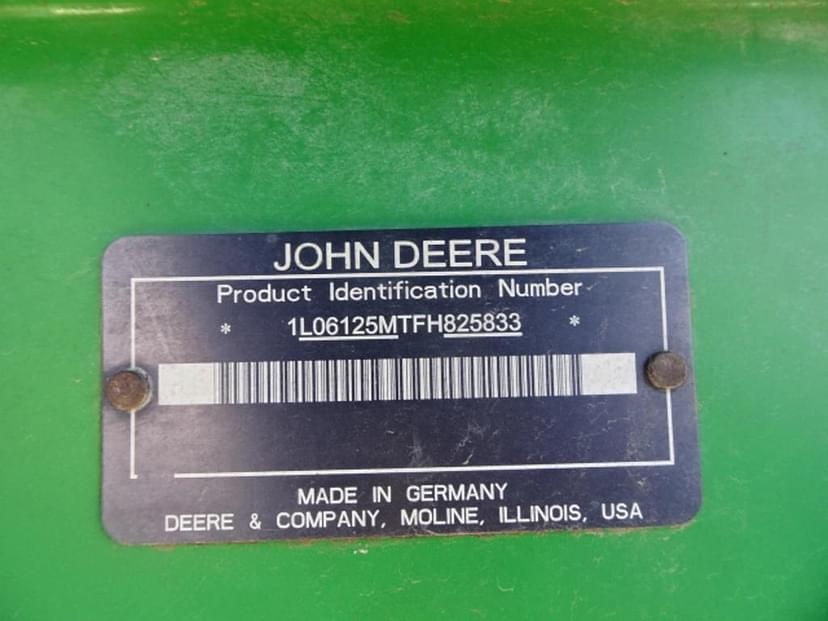 JOHN DEERE
Product Identification Number
* 1L06125MTFH825833 *
MADE IN GERMANY
DEERE & COMPANY, MOLINE, ILLINOIS, USA